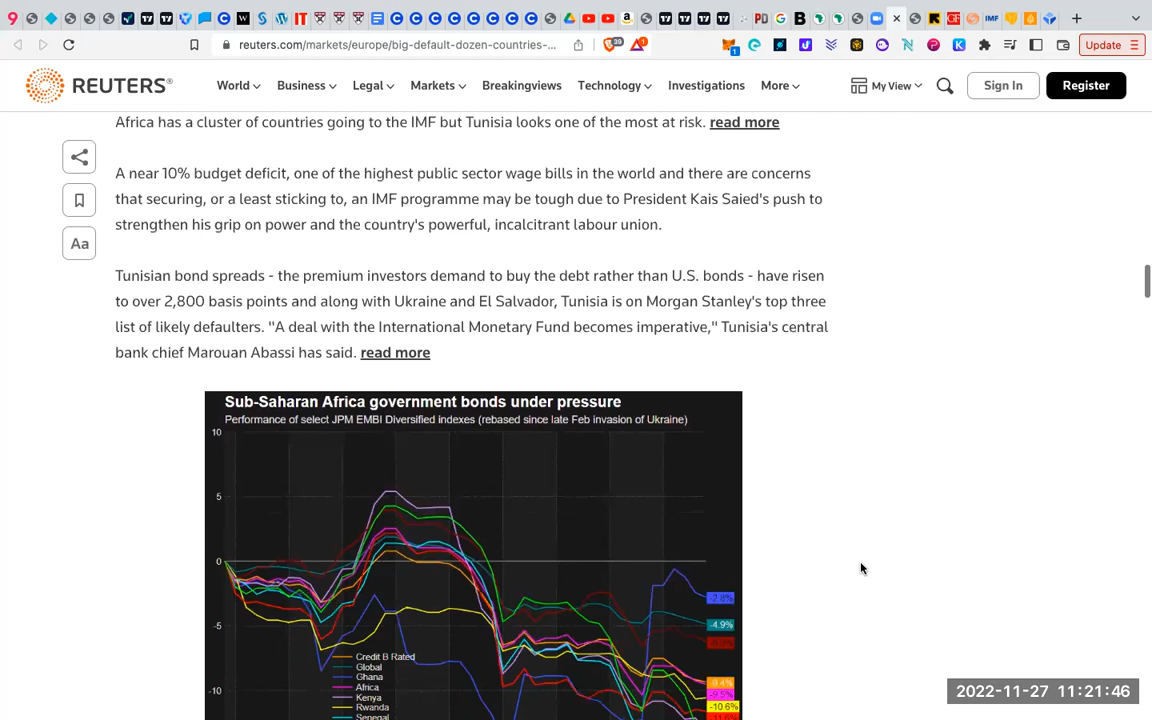 reuters.com/markets/europe/big-default-dozen-countries-...
Update
REUTERS®
World
Business
Legal
Markets
Breakingviews
Technology
Investigations
More
My View
Sign In
Register
Africa has a cluster of countries going to the IMF but Tunisia looks one of the most at risk. read more
A near 10% budget deficit, one of the highest public sector wage bills in the world and there are concerns
that securing, or a least sticking to, an IMF programme may be tough due to President Kais Saied's push to
strengthen his grip on power and the country's powerful, incalcitrant labour union.
Aa
Tunisian bond spreads - the premium investors demand to buy the debt rather than U.S. bonds - have risen
to over 2,800 basis points and along with Ukraine and El Salvador, Tunisia is on Morgan Stanley's top three
list of likely defaulters. "A deal with the International Monetary Fund becomes imperative," Tunisia's central
bank chief Marouan Abassi has said. read more
Sub-Saharan Africa government bonds under pressure
Performance of select JPM EMBI Diversified indexes (rebased since late Feb invasion of Ukraine)
10
5
0
-5
-10
-2.8%
-4.9%
-9.4%
-9.5%
-10.6%
Credit B Rated
Global
Ghana
Africa
Kenya
Rwanda
Senegal
2022-11-27 11:21:46